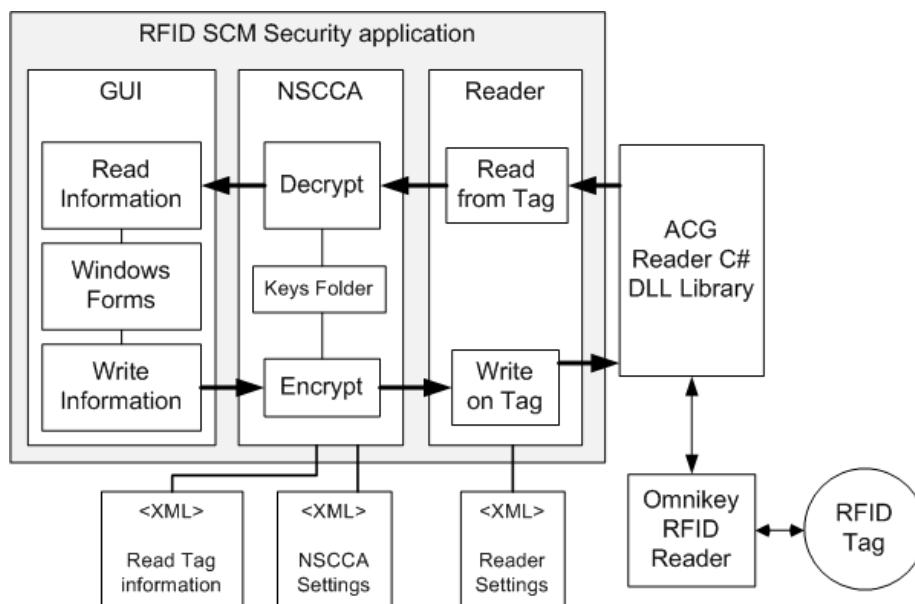 RFID SCM Security application
GUI
NSCCA
Reader
Read
Information
Decrypt
Read
from Tag
ACG
Reader C#
DLL Library
Windows
Forms
Keys Folder
Write
Information
Encrypt
Write
on Tag
<XML>
Read Tag
information
<XML>
NSCCA
Settings
<XML>
Reader
Settings
Omnikey
RFID
Reader
RFID
Tag